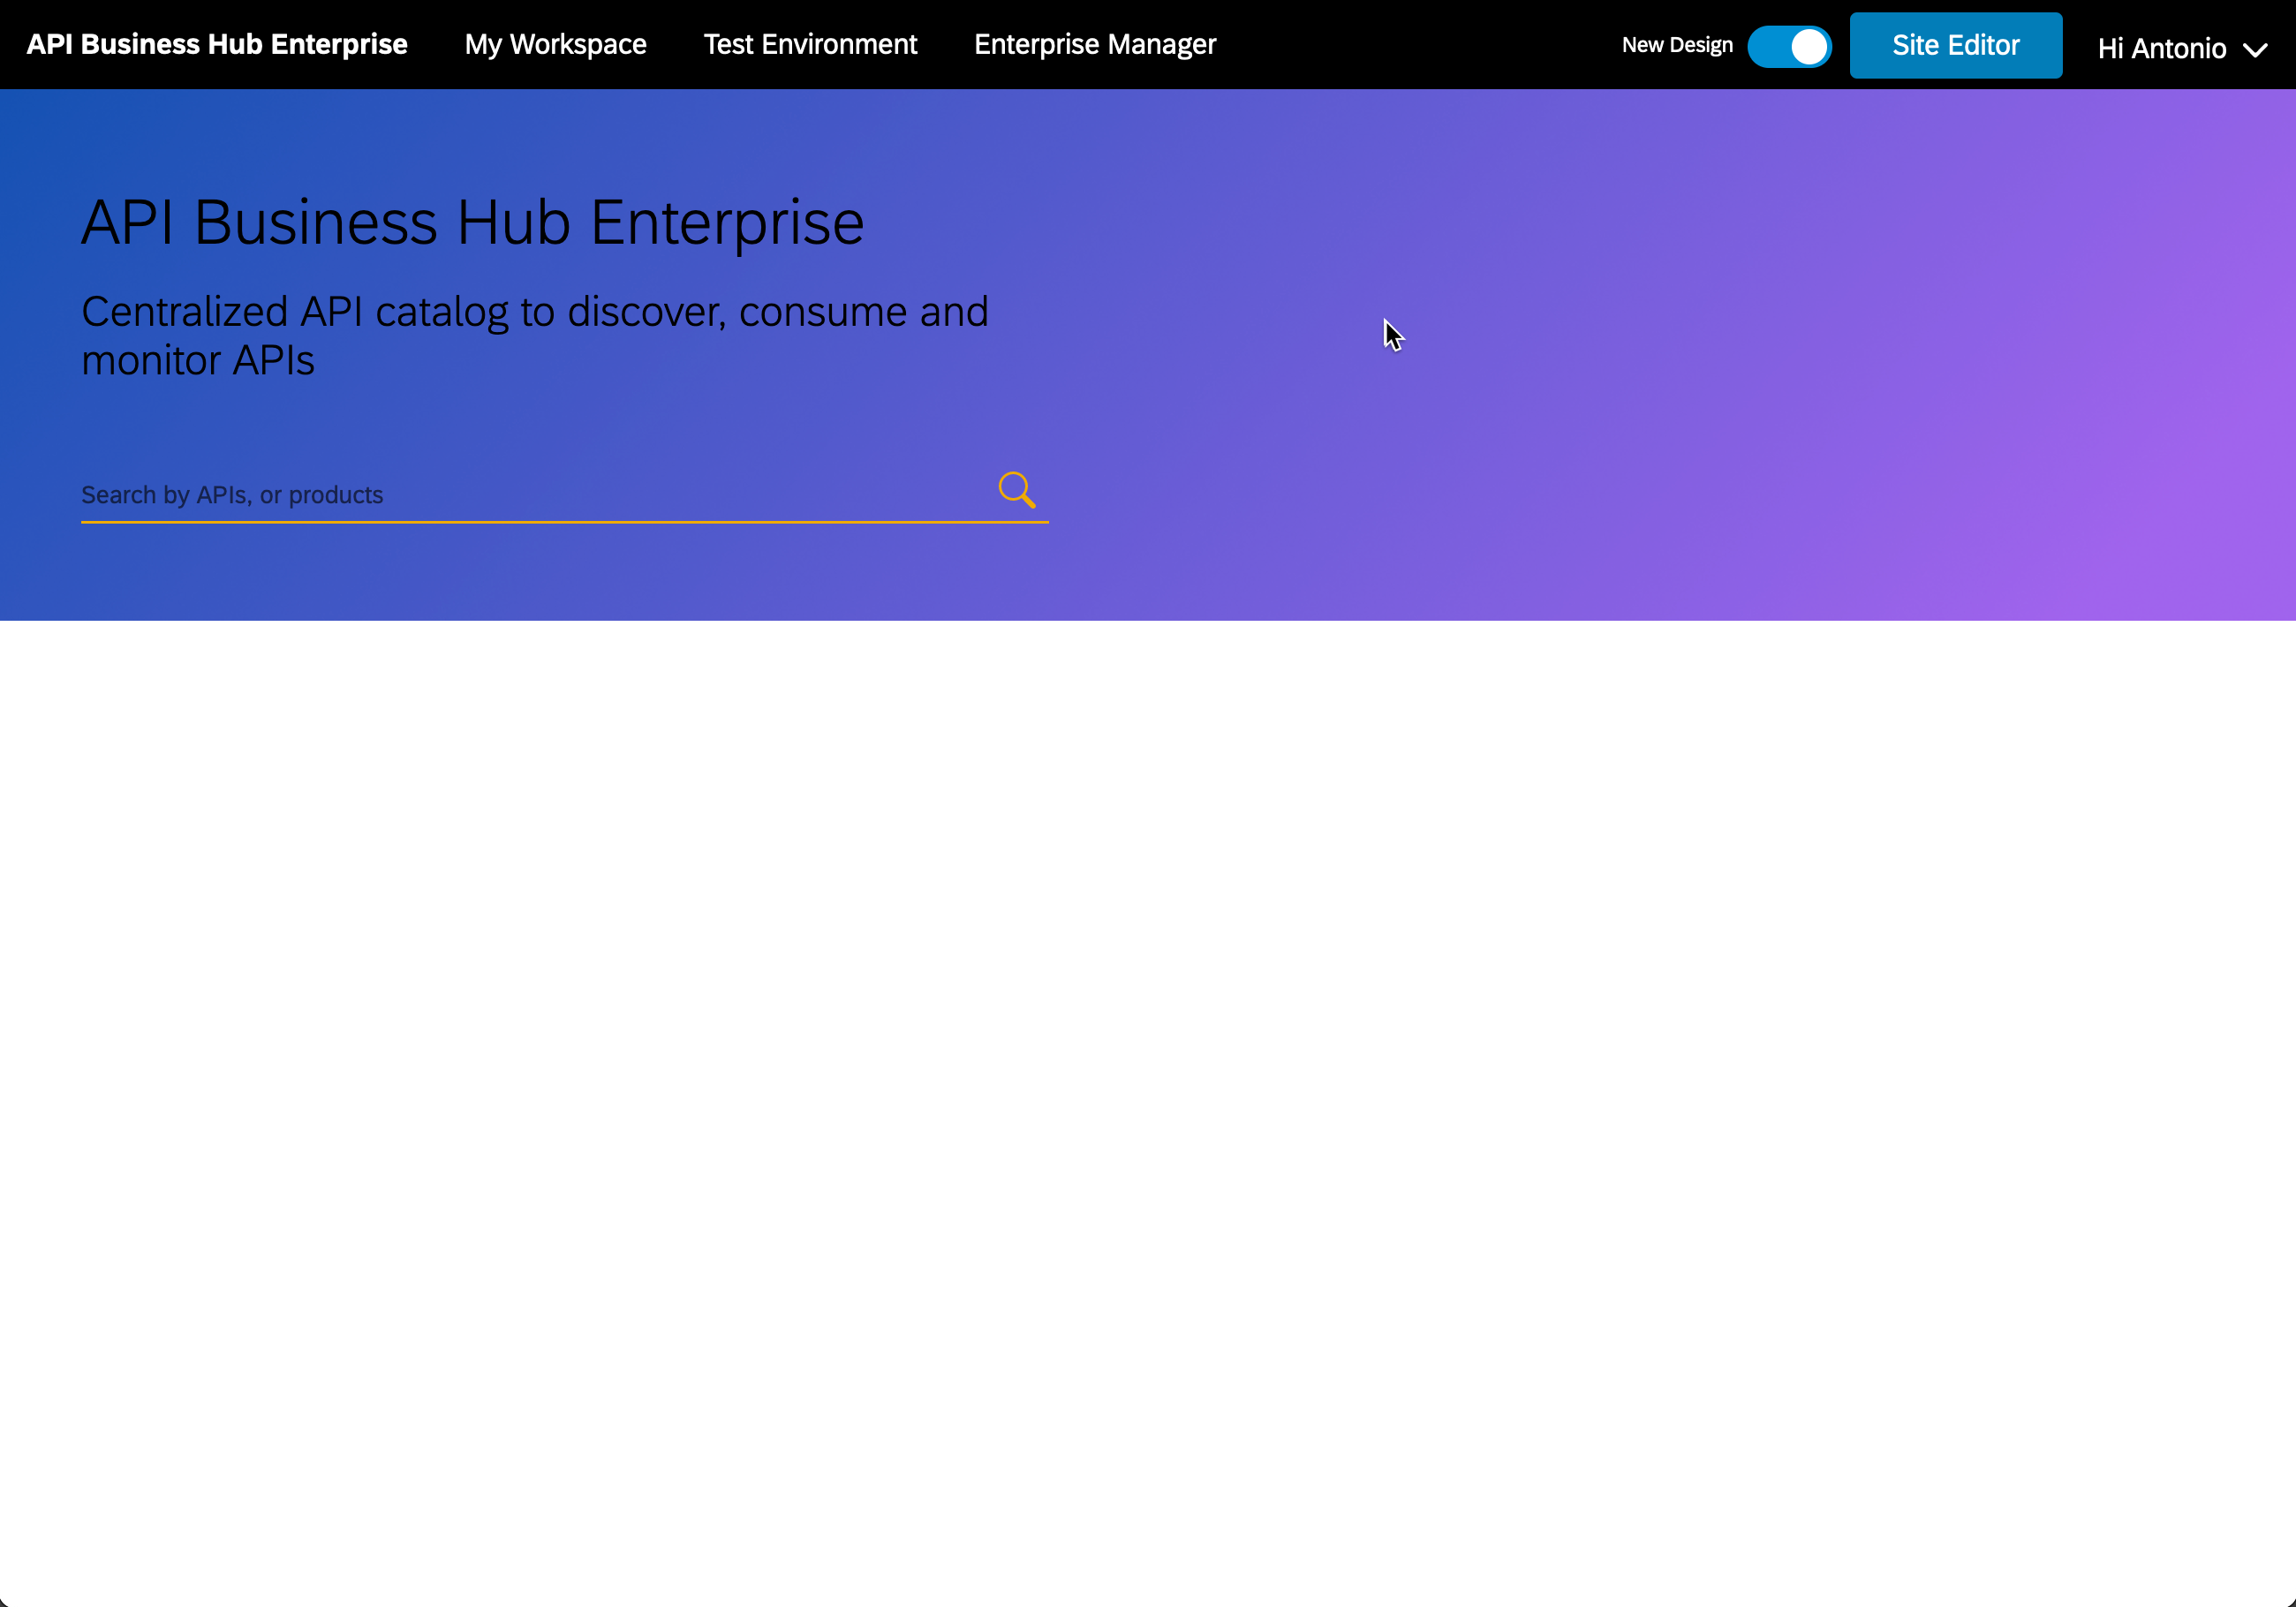 API Business Hub Enterprise My Workspace Test Environment Enterprise Manager New Design Site Editor Hi Antonio
API Business Hub Enterprise
Centralized API catalog to discover, consume and
monitor APIs
Search by APIs, or products